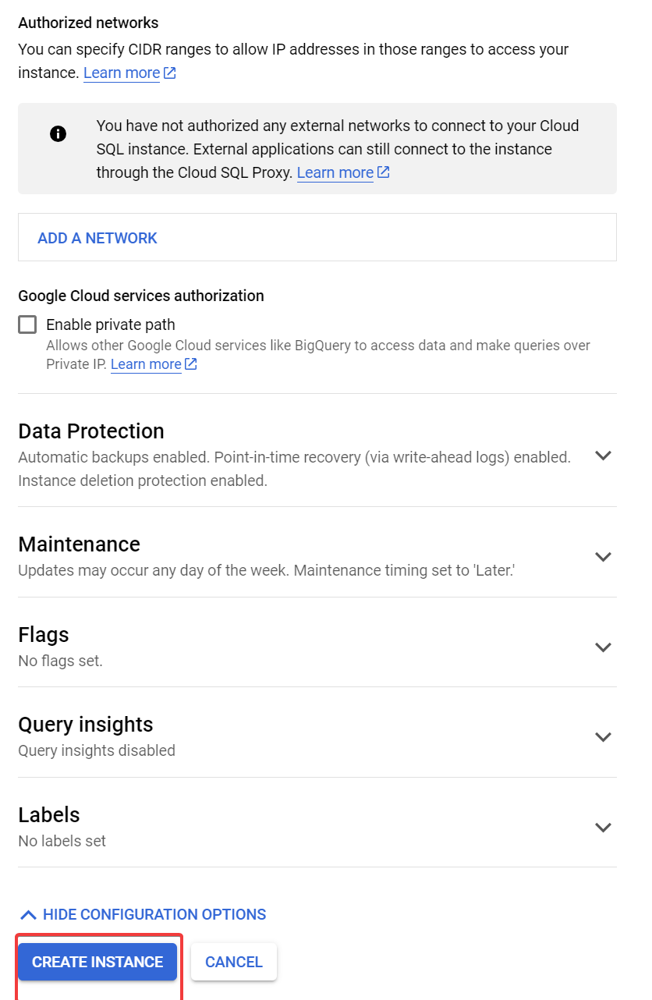 Authorized networks
You can specify CIDR ranges to allow IP addresses in those ranges to access your
instance. Learn more
You have not authorized any external networks to connect to your Cloud
SQL instance. External applications can still connect to the instance
through the Cloud SQL Proxy. Learn more
ADD A NETWORK
Google Cloud services authorization
Enable private path
Allows other Google Cloud services like BigQuery to access data and make queries over
Private IP. Learn more
Data Protection
Automatic backups enabled. Point-in-time recovery (via write-ahead logs) enabled.
Instance deletion protection enabled.
Maintenance
Updates may occur any day of the week. Maintenance timing set to 'Later.'
Flags
No flags set.
Query insights
Query insights disabled
Labels
No labels set
HIDE CONFIGURATION OPTIONS
CREATE INSTANCE CANCEL